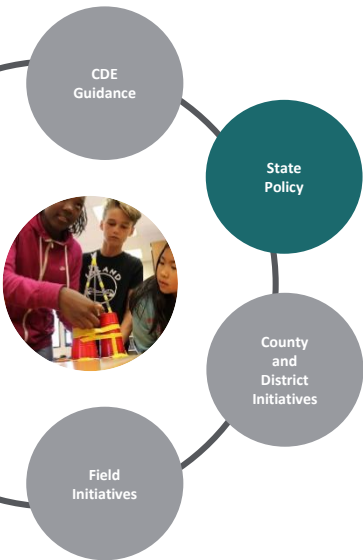 CDE
Guidance
State
Policy
County
and
District
Initiatives
Field
Initiatives